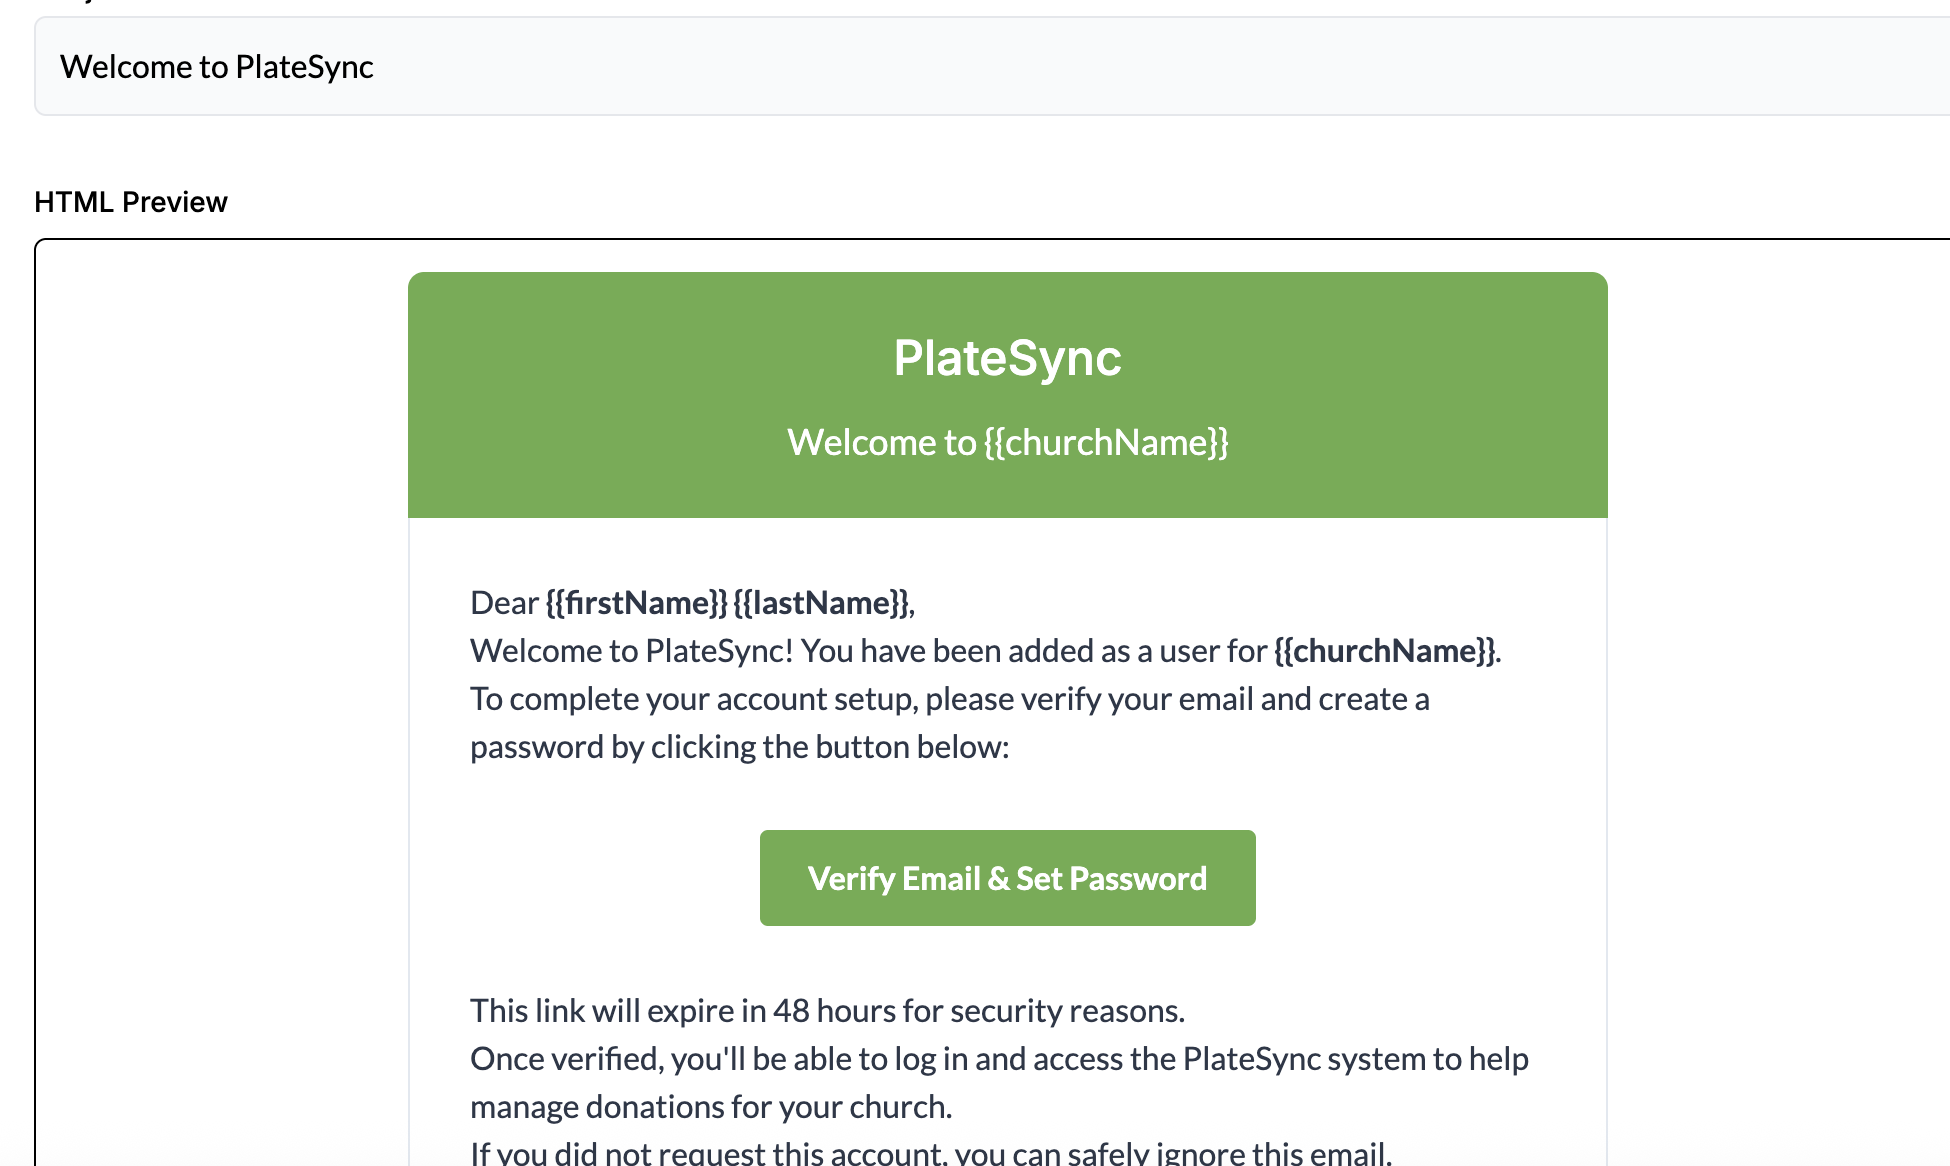 Welcome to PlateSync
HTML Preview
PlateSync
Welcome to {{churchName}}
Dear {{firstName}} {{lastName}},
Welcome to PlateSync! You have been added as a user for {{churchName}}.
To complete your account setup, please verify your email and create a
password by clicking the button below:
Verify Email & Set Password
This link will expire in 48 hours for security reasons.
Once verified, you'll be able to log in and access the PlateSync system to help
manage donations for your church.
If you did not request this account, you can safely ignore this email.